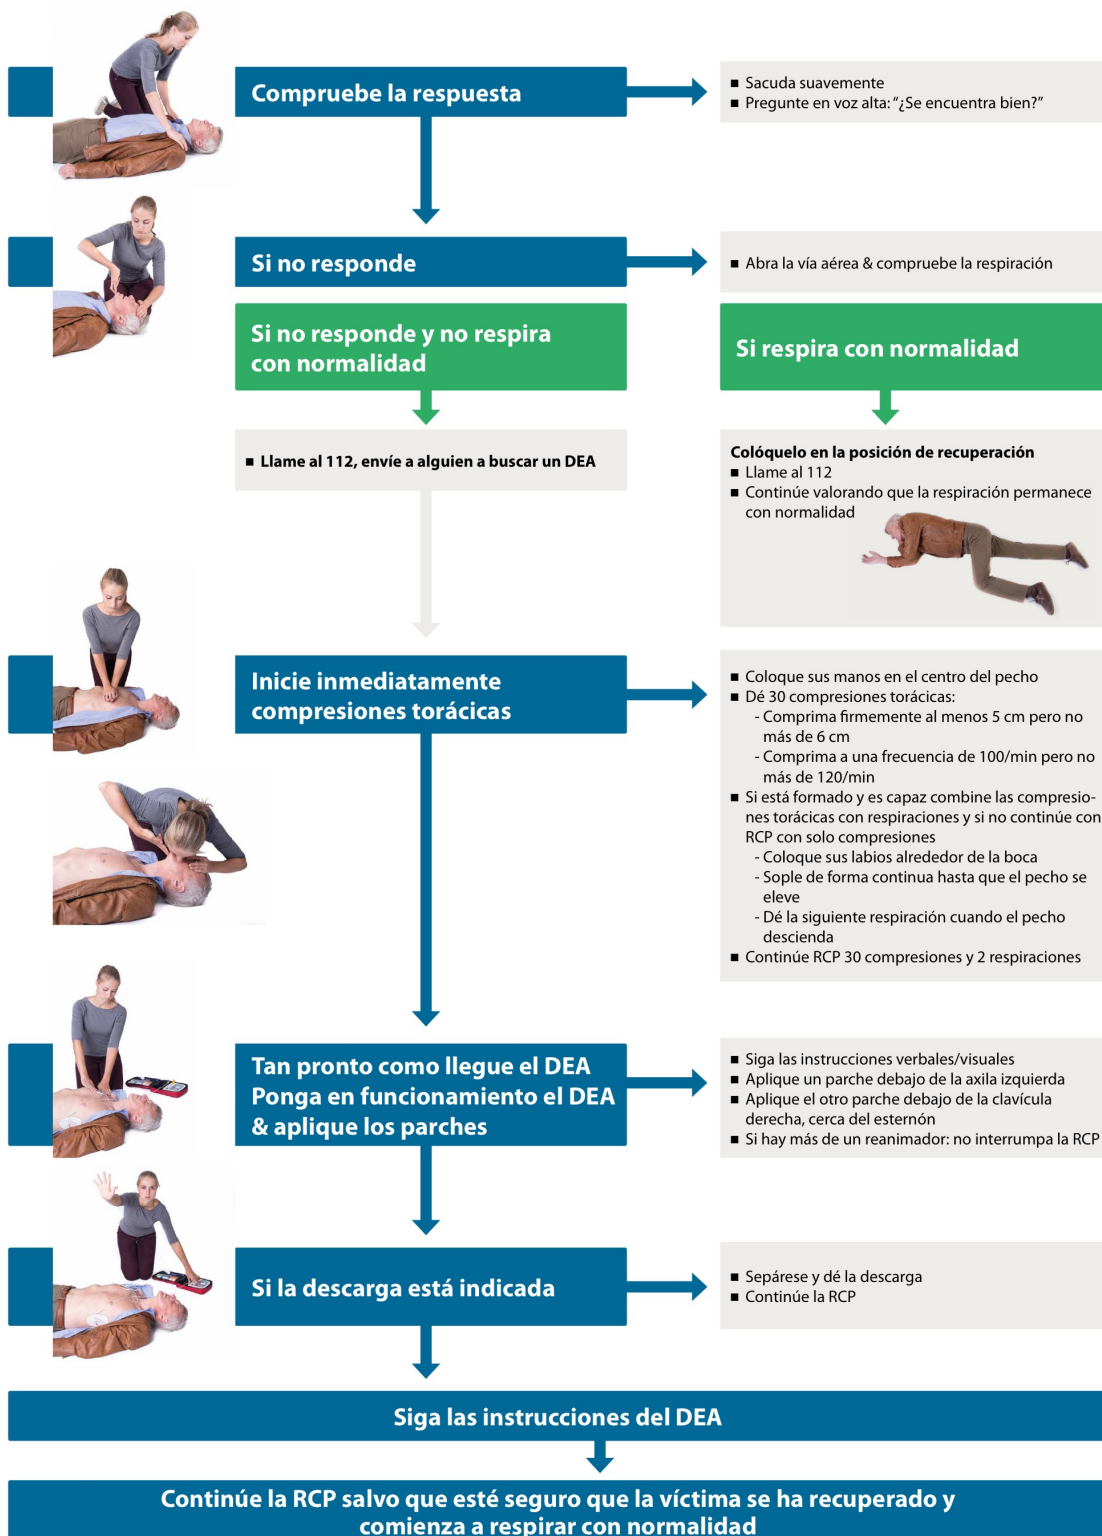 Compruebe la respuesta
■ Sacuda suavemente
■ Pregunte en voz alta: “¿Se encuentra bien?”
Si no responde
■ Abra la vía aérea & compruebe la respiración
Si no responde y no respira
con normalidad
Si respira con normalidad
■ Llame al 112, envíe a alguien a buscar un DEA
Colóquelo en la posición de recuperación
■ Llame al 112
■ Continúe valorando que la respiración permanece
con normalidad
Inicie inmediatamente
compresiones torácicas
■ Coloque sus manos en el centro del pecho
■ Dé 30 compresiones torácicas:
- Comprima firmemente al menos 5 cm pero no
más de 6 cm
- Comprima a una frecuencia de 100/min pero no
más de 120/min
■ Si está formado y es capaz combine las compresio-
nes torácicas con respiraciones y si no continúe con
RCP con solo compresiones
- Coloque sus labios alrededor de la boca
- Sople de forma continua hasta que el pecho se
eleve
- Dé la siguiente respiración cuando el pecho
descienda
■ Continúe RCP 30 compresiones y 2 respiraciones
Tan pronto como llegue el DEA
Ponga en funcionamiento el DEA
& aplique los parches
■ Siga las instrucciones verbales/visuales
■ Aplique un parche debajo de la axila izquierda
■ Aplique el otro parche debajo de la clavícula
derecha, cerca del esternón
■ Si hay más de un reanimador: no interrumpa la RCP
Si la descarga está indicada
■ Sepárese y dé la descarga
■ Continúe la RCP
Siga las instrucciones del DEA
Continúe la RCP salvo que esté seguro que la víctima se ha recuperado y
comienza a respirar con normalidad